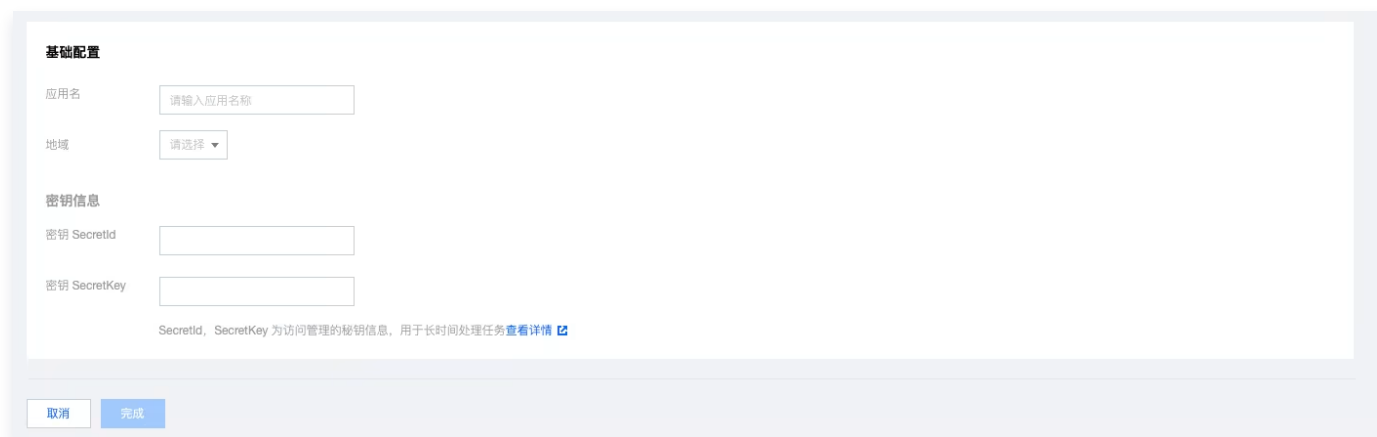 基础配置
应用名 请输入应用名称
地域 请选择
密钥信息
密钥 SecretId
密钥 SecretKey
SecretId，SecretKey 为访问管理的秘钥信息，用于长时间处理任务查看详情
取消 完成